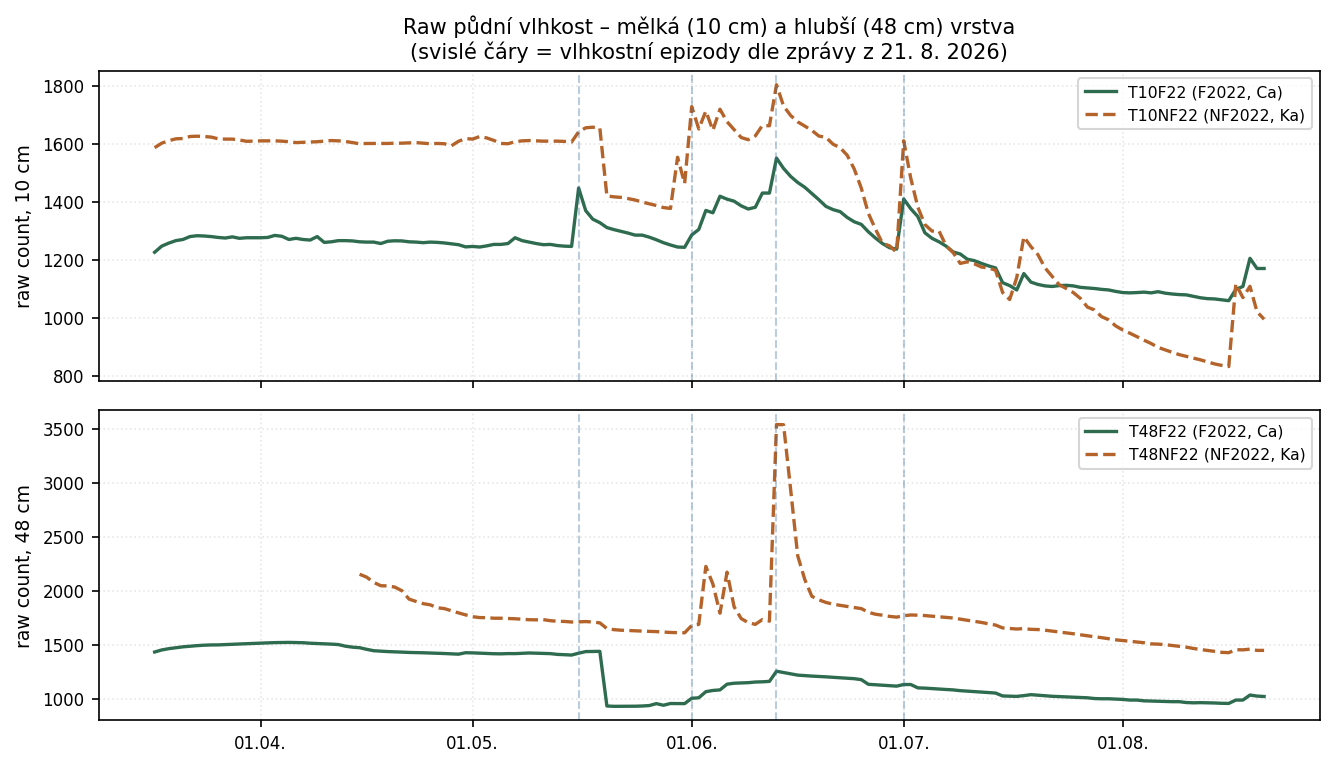 Raw půdní vlhkost – mělká (10 cm) a hlubší (48 cm) vrstva
(svislé čáry = vlhkostní epizody dle zprávy z 21. 8. 2026)
raw count, 10 cm
1800
1600
1400
1200
1000
800
T10F22 (F2022, Ca)
T10NF22 (NF2022, Ka)
raw count, 48 cm
3500
3000
2500
2000
1500
1000
T48F22 (F2022, Ca)
T48NF22 (NF2022, Ka)
01.04.
01.05.
01.06.
01.07.
01.08.